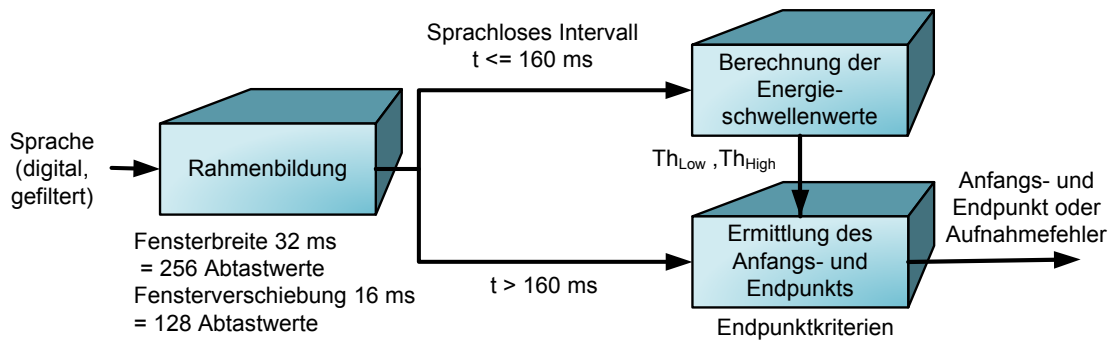 Sprachloses Intervall
t <= 160 ms
Berechnung der
Energie-
schwellenwerte
Sprache
(digital,
gefiltert)
Rahmenbildung
Th_Low ,Th_High
Anfangs- und
Endpunkt oder
Aufnahmefehler
Fensterbreite 32 ms
= 256 Abtastwerte
Fensterverschiebung 16 ms
= 128 Abtastwerte
t > 160 ms
Ermittlung des
Anfangs- und
Endpunkts
Endpunktkriterien